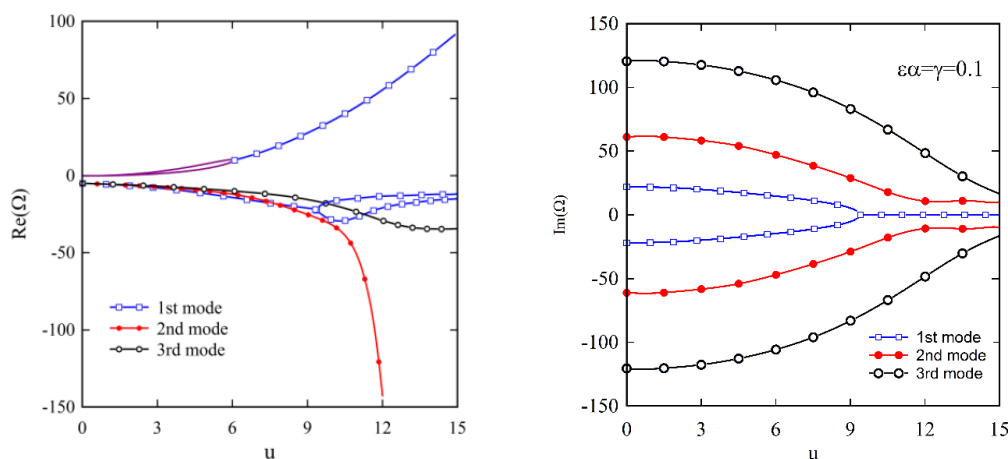 100
50
0
-50
-100
-150
Re(Ω)
0 3 6 9 12 15
u
1st mode
2nd mode
3rd mode
150
100
50
0
-50
-100
-150
Im(Ω)
εα=γ=0.1
1st mode
2nd mode
3rd mode
0 3 6 9 12 15
u